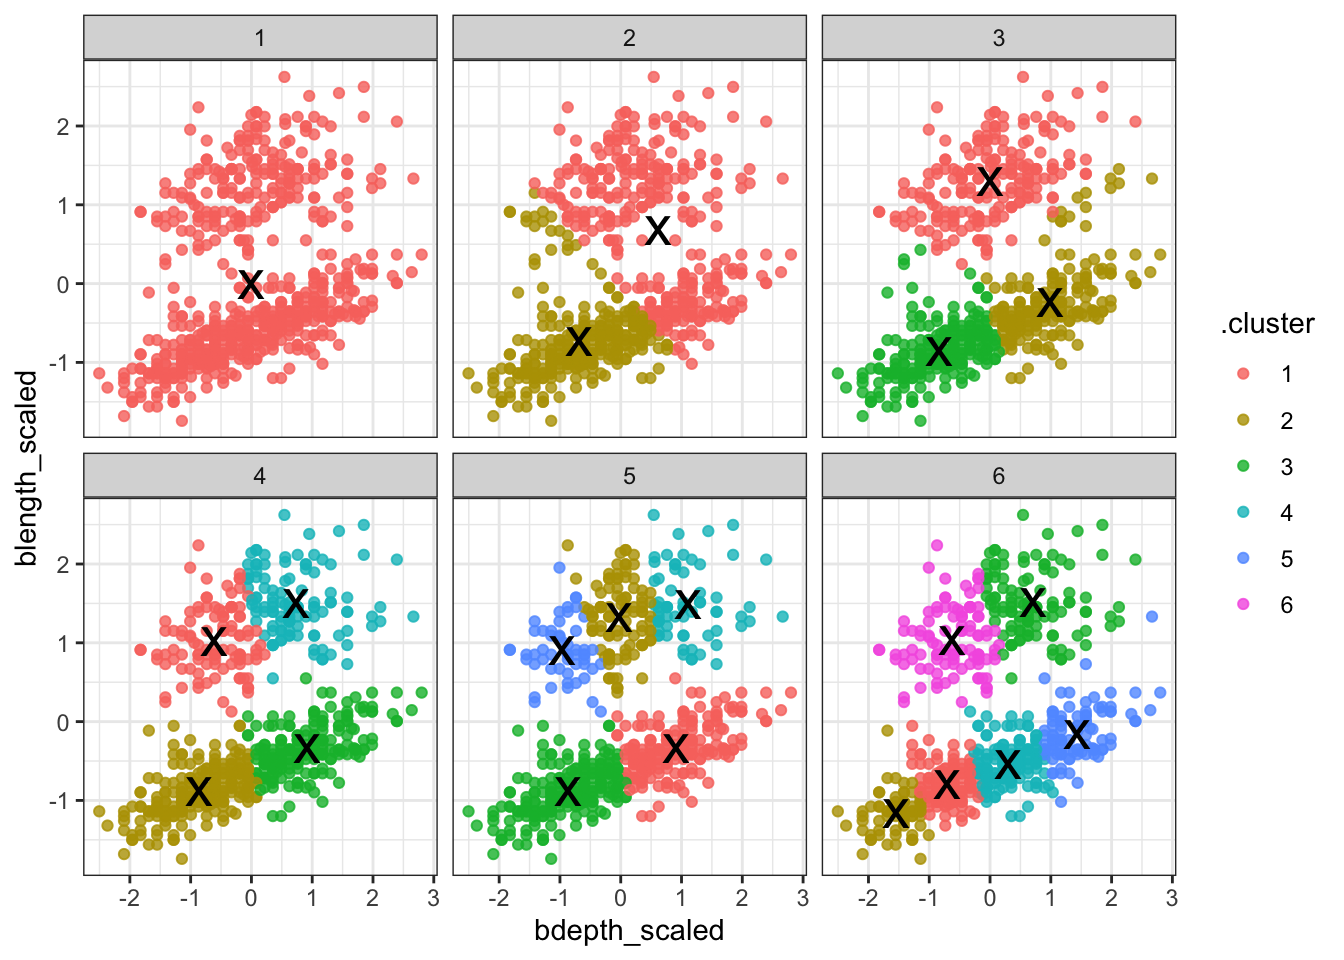 1 2 3
2
1
0
-1
4 5 6
2
1
0
-1
-2 -1 0 1 2 3 -2 -1 0 1 2 3 -2 -1 0 1 2 3
bdepth_scaled
blength_scaled
.cluster
1
2
3
4
5
6
X
X X
X X X
X X X X
X X X X X
X X X X X X